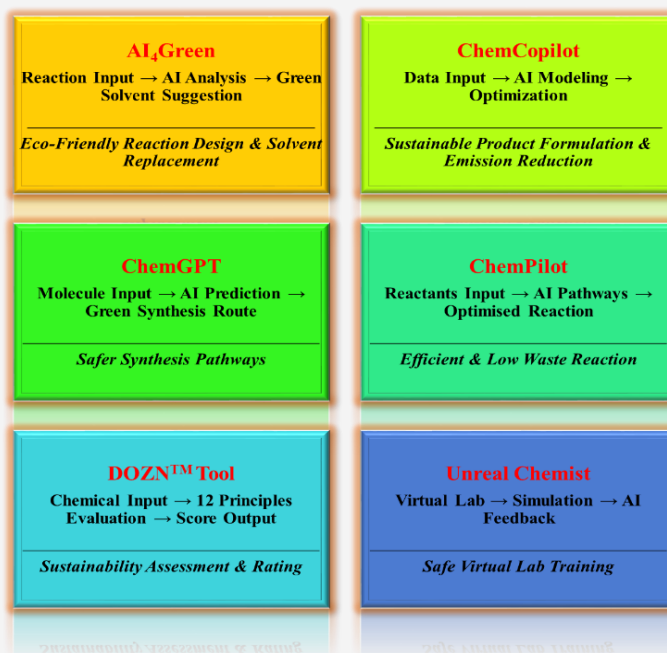 AI₄Green
Reaction Input → AI Analysis → Green
Solvent Suggestion
Eco-Friendly Reaction Design & Solvent
Replacement
ChemCopilot
Data Input → AI Modeling →
Optimization
Sustainable Product Formulation &
Emission Reduction
ChemGPT
Molecule Input → AI Prediction →
Green Synthesis Route
Safer Synthesis Pathways
ChemPilot
Reactants Input → AI Pathways →
Optimised Reaction
Efficient & Low Waste Reaction
DOZN™ Tool
Chemical Input → 12 Principles
Evaluation → Score Output
Sustainability Assessment & Rating
Unreal Chemist
Virtual Lab → Simulation → AI
Feedback
Safe Virtual Lab Training